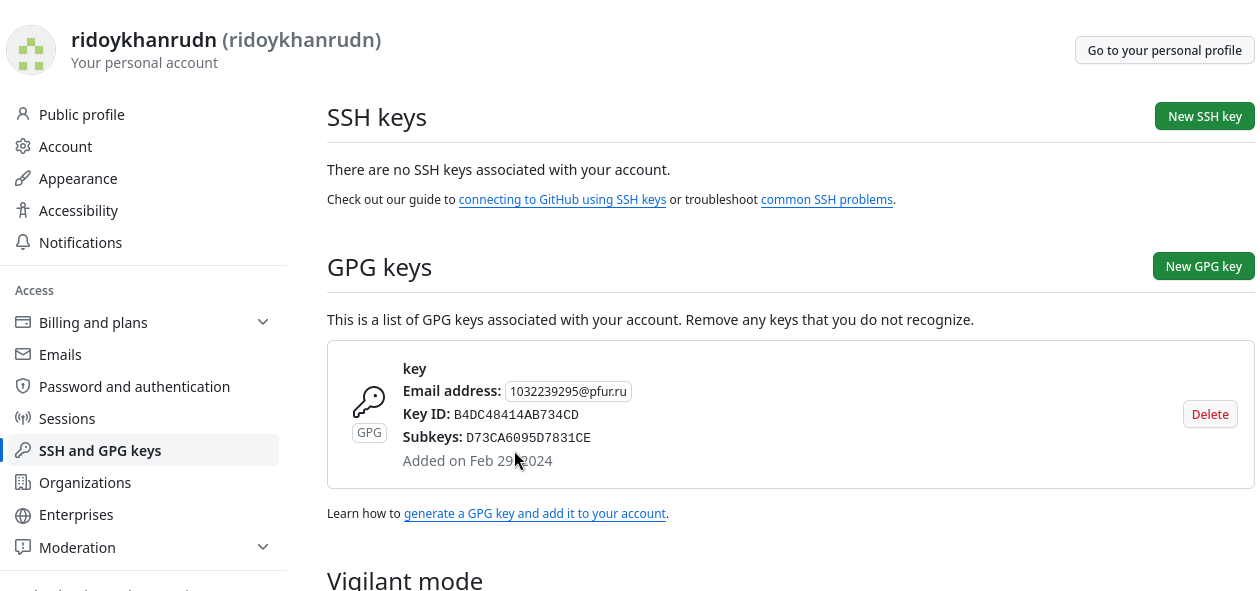 ridoykhanrudn (ridoykhanrudn)
Your personal account
Go to your personal profile
Public profile
Account
Appearance
Accessibility
Notifications
Access
Billing and plans
Emails
Password and authentication
Sessions
SSH and GPG keys
Organizations
Enterprises
Moderation
SSH keys
New SSH key
There are no SSH keys associated with your account.
Check out our guide to connecting to GitHub using SSH keys or troubleshoot common SSH problems.
GPG keys
New GPG key
This is a list of GPG keys associated with your account. Remove any keys that you do not recognize.
GPG
key
Email address: 1032239295@pfur.ru
Key ID: B4DC48414AB734CD
Subkeys: D73CA6095D7831CE
Added on Feb 29, 2024
Delete
Learn how to generate a GPG key and add it to your account.
Vigilant mode